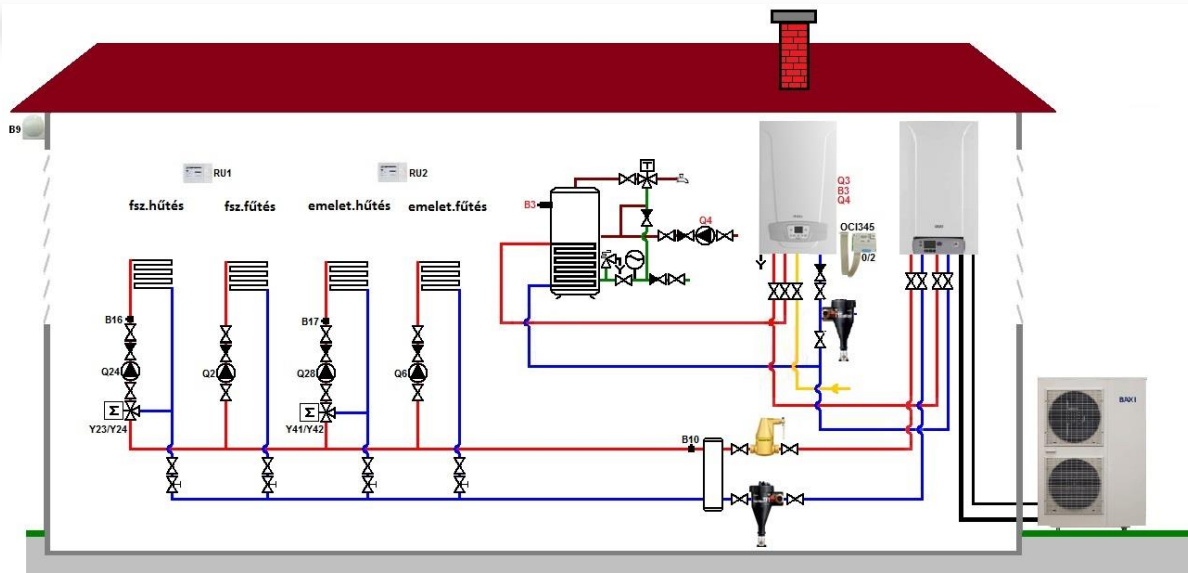 B9
RU1
RU2
fsz.hűtés
fsz.fűtés
emelet.hűtés
emelet.fűtés
T
B3
Q4
Q3
B3
Q4
OCI345
0/2
B16
B17
Q24
Q2
Q28
Q6
Σ
Σ
Y23/Y24
Y41/Y42
B10
BAXI